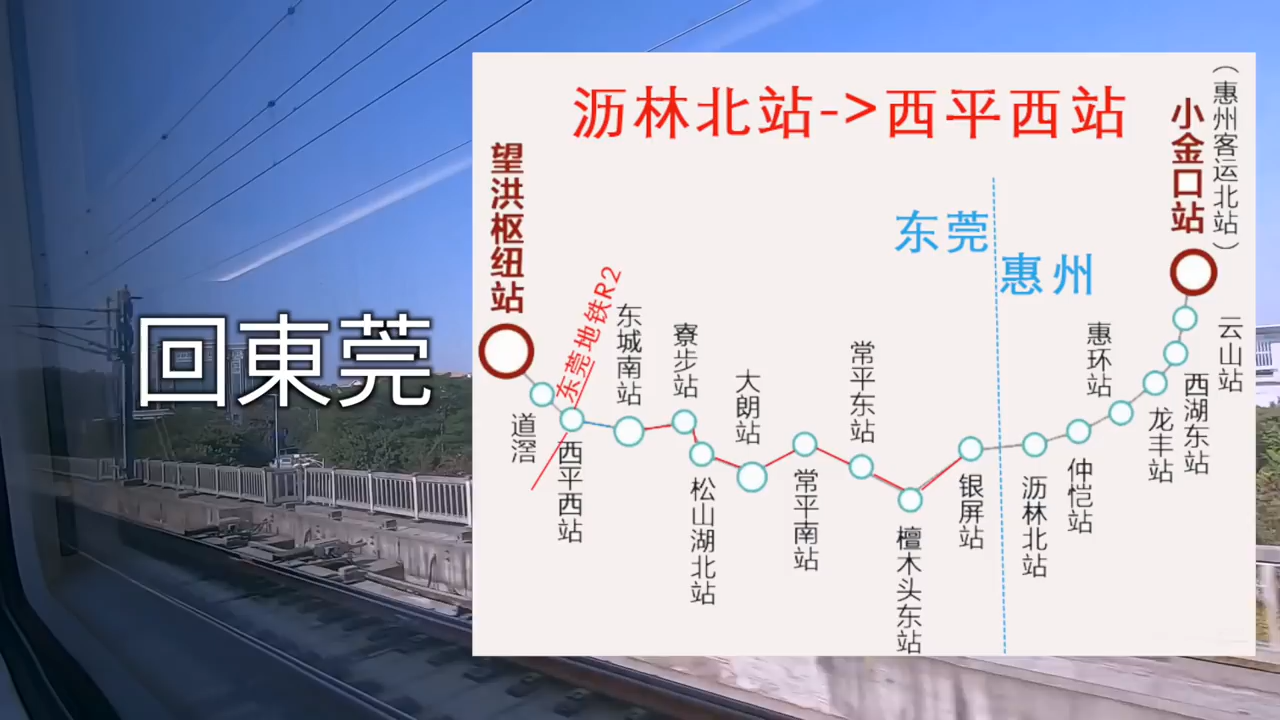 回東莞
沥林北站->西平西站
望洪枢纽站
道滘
东莞地铁R2
西平西站
东城南站
寮步站
松山湖北站
大朗站
常平南站
常平东站
檀木头东站
银屏站
东莞
惠州
沥林北站
仲恺站
惠环站
龙丰站
西湖东站
云山站
小金口站
（惠州客运北站）